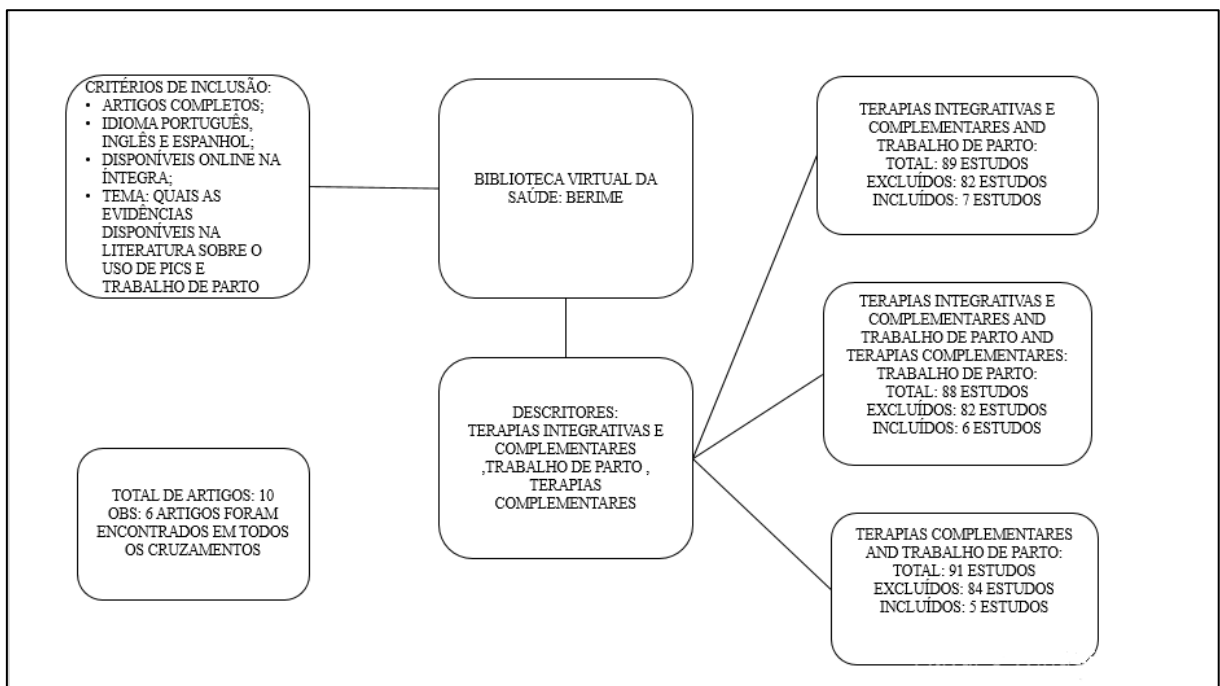 CRITÉRIOS DE INCLUSÃO:
• ARTIGOS COMPLETOS;
• IDIOMA PORTUGUÊS,
INGLÊS E ESPANHOL;
• DISPONÍVEIS ONLINE NA
ÍNTEGRA;
• TEMA: QUAIS AS
EVIDÊNCIAS
DISPONÍVEIS NA
LITERATURA SOBRE O
USO DE PICS E
TRABALHO DE PARTO
BIBLIOTECA VIRTUAL DA
SAÚDE: BERIME
TERAPIAS INTEGRATIVAS E
COMPLEMENTARES AND
TRABALHO DE PARTO:
TOTAL: 89 ESTUDOS
EXCLUÍDOS: 82 ESTUDOS
INCLUÍDOS: 7 ESTUDOS
TERAPIAS INTEGRATIVAS E
COMPLEMENTARES AND
TRABALHO DE PARTO AND
TERAPIAS COMPLEMENTARES:
TRABALHO DE PARTO:
TOTAL: 88 ESTUDOS
EXCLUÍDOS: 82 ESTUDOS
INCLUÍDOS: 6 ESTUDOS
DESCRITORES:
TERAPIAS INTEGRATIVAS E
COMPLEMENTARES
,TRABALHO DE PARTO ,
TERAPIAS
COMPLEMENTARES
TOTAL DE ARTIGOS: 10
OBS: 6 ARTIGOS FORAM
ENCONTRADOS EM TODOS
OS CRUZAMENTOS
TERAPIAS COMPLEMENTARES
AND TRABALHO DE PARTO:
TOTAL: 91 ESTUDOS
EXCLUÍDOS: 84 ESTUDOS
INCLUÍDOS: 5 ESTUDOS